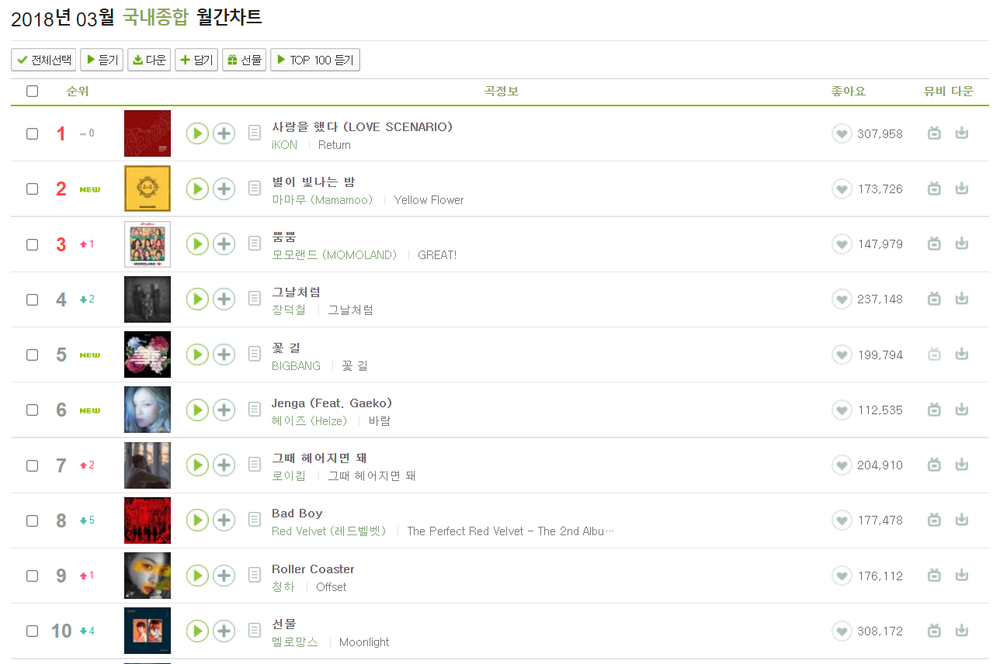 2018년 03월 국내종합 월간차트
전체선택 듣기 다운 담기 선물 TOP 100 듣기
순위 곡정보 좋아요 뮤비 다운
1 0 사랑을 했다 (LOVE SCENARIO) 307,958
iKON Return
2 NEW 별이 빛나는 밤 173,726
마마무 (Mamamoo) Yellow Flower
3 1 뿜뿜 147,979
모모랜드 (MOMOLAND) GREAT!
4 2 그날처럼 237,148
장덕철 그날처럼
5 NEW 꽃 길 199,794
BIGBANG 꽃 길
6 NEW Jenga (Feat. Gaeko) 112,535
헤이즈 (Heize) 바람
7 2 그때 헤어지면 돼 204,910
로이킴 그때 헤어지면 돼
8 5 Bad Boy 177,478
Red Velvet (레드벨벳) The Perfect Red Velvet - The 2nd Albu…
9 1 Roller Coaster 176,112
청하 Offset
10 4 선물 308,172
멜로망스 Moonlight